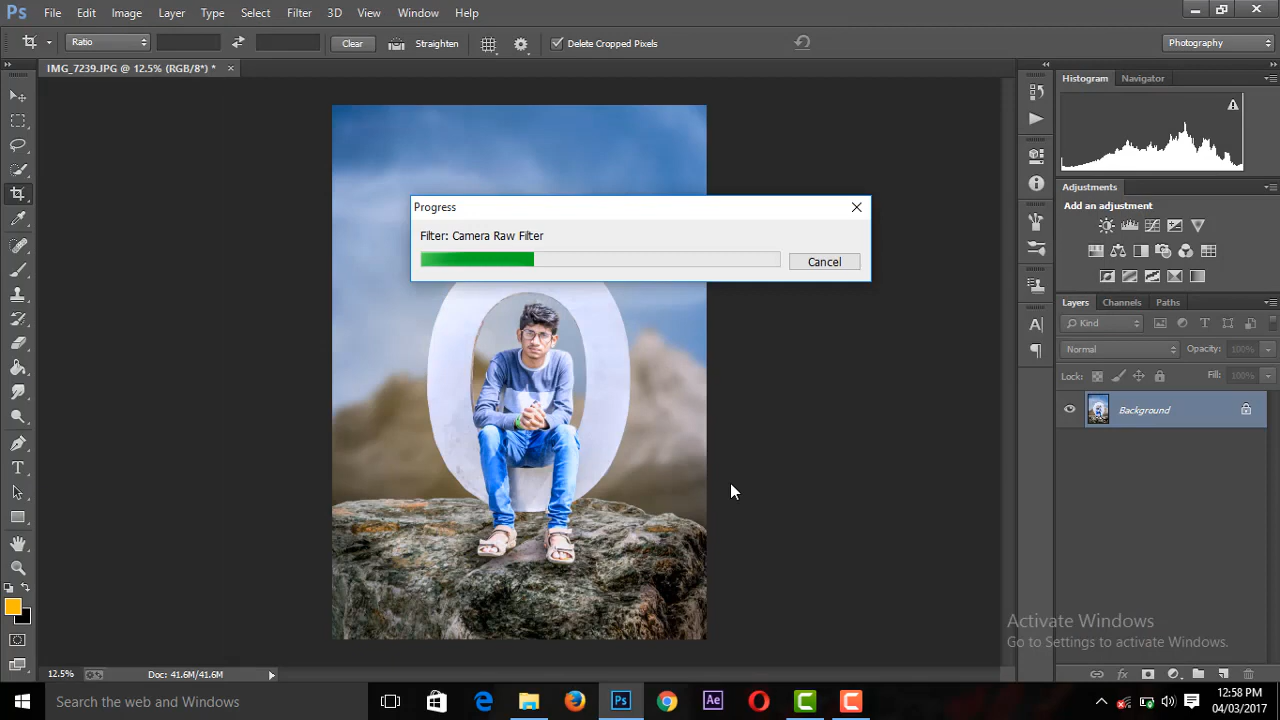 Ps File Edit Image Layer Type Select Filter 3D View Window Help
Ratio Clear Straighten Delete Cropped Pixels Photography
IMG_7239.JPG @ 12.5% (RGB/8*) * ×
Histogram Navigator
Adjustments
Add an adjustment
Progress
Filter: Camera Raw Filter
Cancel
Layers Channels Paths
Kind
Normal Opacity: 100%
Lock: Fill: 100%
Background
Activate Windows
Go to Settings to activate Windows.
12.5% Doc: 41.6M/41.6M
Search the web and Windows
Ps Ae
12:58 PM
04/03/2017